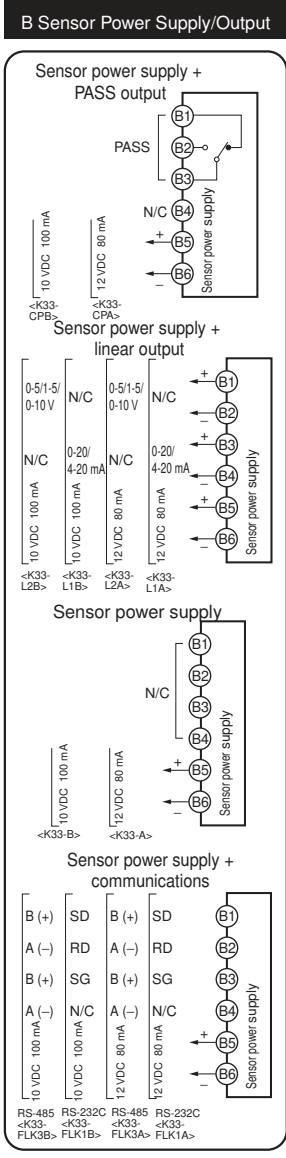 B Sensor Power Supply/Output
Sensor power supply +
PASS output
PASS
B1
B2
B3
N/C B4
+ B5
− B6
Sensor power supply
10 VDC 100 mA
12 VDC 80 mA
<K33-
CPB>
<K33-
CPA>
Sensor power supply +
linear output
0-5/1-5/
0-10 V
N/C
0-5/1-5/
0-10 V
N/C
+ B1
− B2
N/C
0-20/
4-20 mA
N/C
0-20/
4-20 mA
+ B3
− B4
10 VDC 100 mA
10 VDC 100 mA
12 VDC 80 mA
12 VDC 80 mA
+ B5
− B6
Sensor power supply
<K33-
L2B>
<K33-
L1B>
<K33-
L2A>
<K33-
L1A>
Sensor power supply
N/C
B1
B2
B3
B4
+ B5
− B6
Sensor power supply
10 VDC 100 mA
12 VDC 80 mA
<K33-B>
<K33-A>
Sensor power supply +
communications
B (+) SD B (+) SD B1
A (−) RD A (−) RD B2
B (+) SG B (+) SG B3
A (−) N/C A (−) N/C B4
10 VDC 100 mA
10 VDC 100 mA
12 VDC 80 mA
12 VDC 80 mA
+ B5
− B6
Sensor power supply
RS-485 RS-232C RS-485 RS-232C
<K33- <K33- <K33- <K33-
FLK3B> FLK1B> FLK3A> FLK1A>